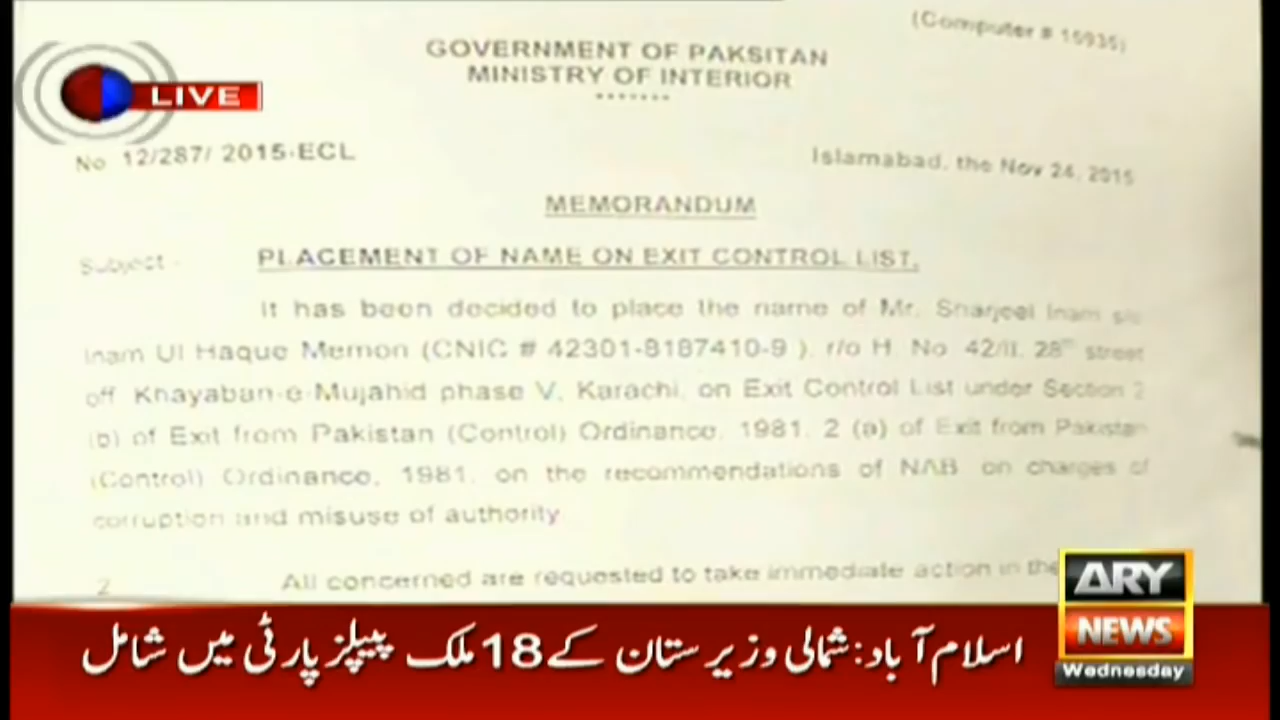 (Computer # 15935)
GOVERNMENT OF PAKSITAN
MINISTRY OF INTERIOR
LIVE
No 12/287/ 2015-ECL
Islamabad, the Nov 24, 2015
MEMORANDUM
Subject -
PLACEMENT OF NAME ON EXIT CONTROL LIST.
It has been decided to place the name of Mr. Sharjeel Inam s/o
Inam Ul Haque Memon (CNIC # 42301-8187410-9 ), r/o H. No 42/II, 28th street
off Khayaban-e-Mujahid phase V, Karachi, on Exit Control List under Section 2
(b) of Exit from Pakistan (Control) Ordinance, 1981, 2 (a) of Exit from Pakistan
(Control) Ordinance, 1981, on the recommendations of NAB on charges of
corruption and misuse of authority
2 All concerned are requested to take immediate action in the
ARY
NEWS
Wednesday
اسلام آباد: شمالی وزیرستان کے 18 ملک پیپلز پارٹی میں شامل